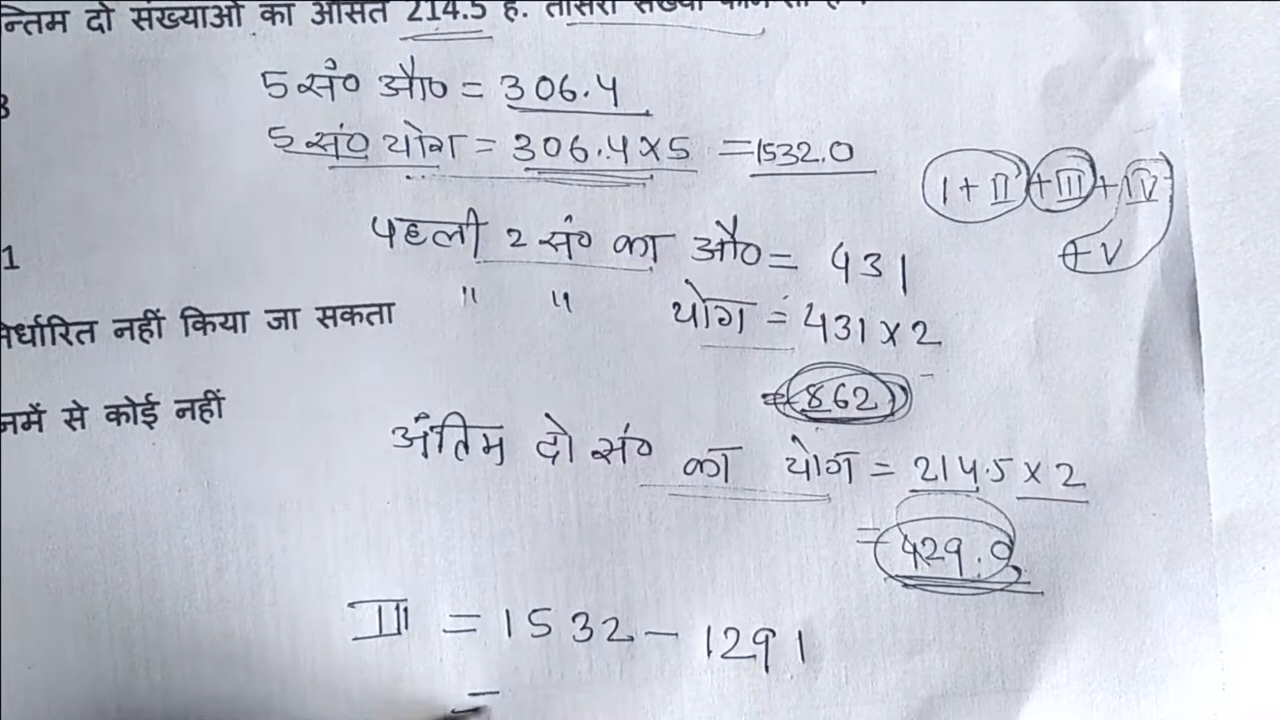 न्तिम दो संख्याओं का औसत 214.5 है. तीसरी संख्या
5 सं० औ० = 306.4
3
5 सं० योग = 306.4 x 5 = 1532.0
I + II + III + IV
+ V
पहली 2 सं० का औ० = 431
1
" " योग = 431 x 2
नेर्धारित नहीं किया जा सकता
= 862
नमें से कोई नहीं
अंतिम दो सं० का योग = 214.5 x 2
= 429.0
III = 1532 - 1291
=